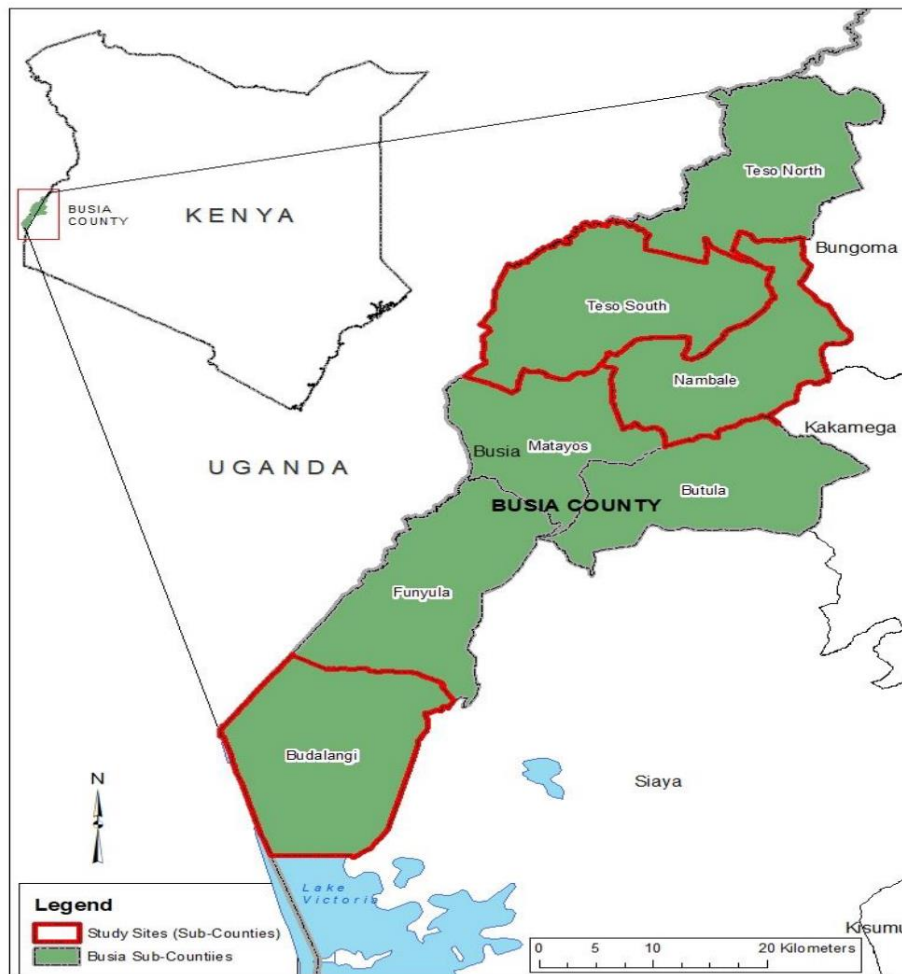 Teso North
BUSIA
COUNTY
KENYA
Bungoma
Teso South
Nambale
Kakamega
UGANDA
Busia
Matayos
Butula
BUSIA COUNTY
Funyula
Budalangi
Siaya
N
Lake
Victoria
Legend
Study Sites (Sub-Counties)
Busia Sub-Countiies
Kisumu
0 5 10 20 Kilometers